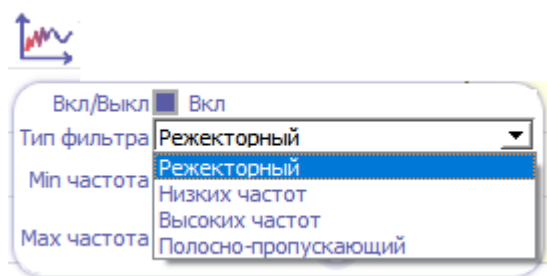 Вкл/Выкл Вкл
Тип фильтра Режекторный
Режекторный
Min частота
Низких частот
Высоких частот
Max частота
Полосно-пропускающий